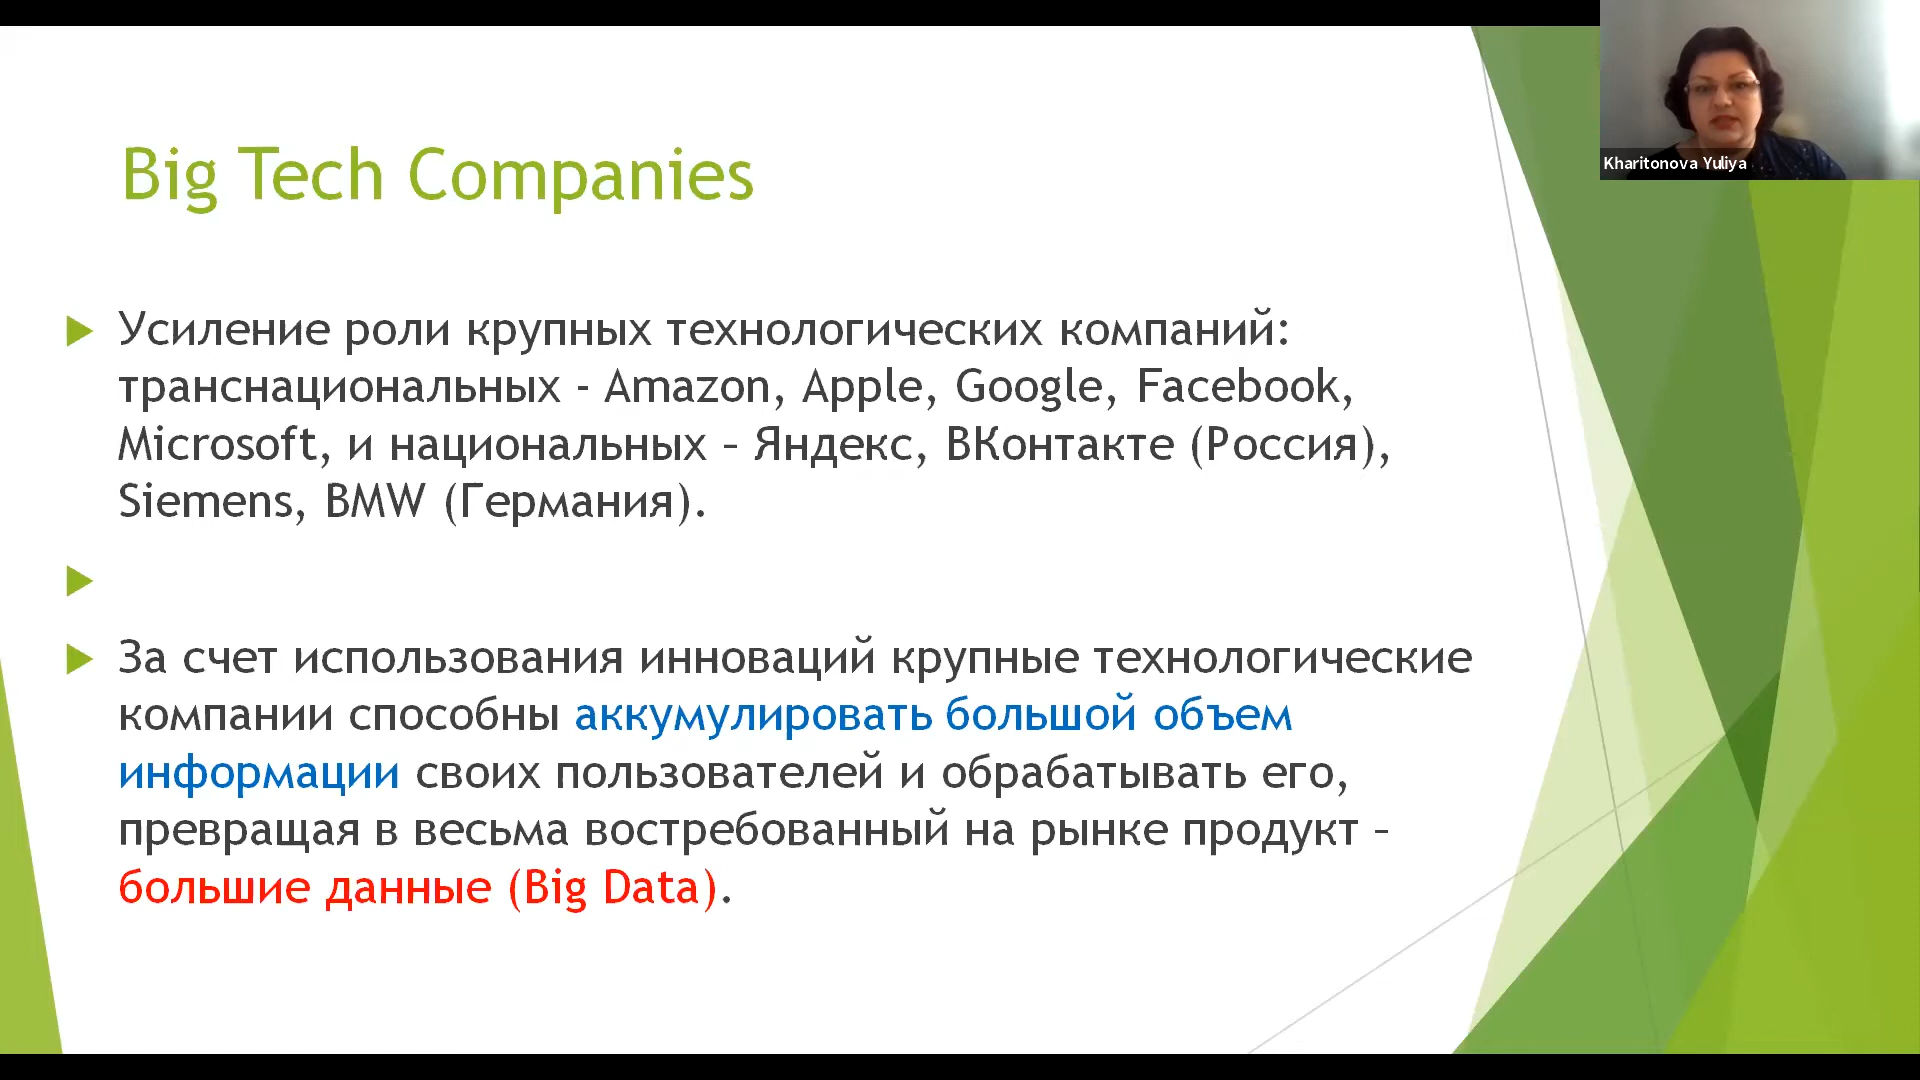 Big Tech Companies
Усиление роли крупных технологических компаний:
транснациональных - Amazon, Apple, Google, Facebook,
Microsoft, и национальных – Яндекс, ВКонтакте (Россия),
Siemens, BMW (Германия).
За счет использования инноваций крупные технологические
компании способны аккумулировать большой объем
информации своих пользователей и обрабатывать его,
превращая в весьма востребованный на рынке продукт –
большие данные (Big Data).
Kharitonova Yuliya